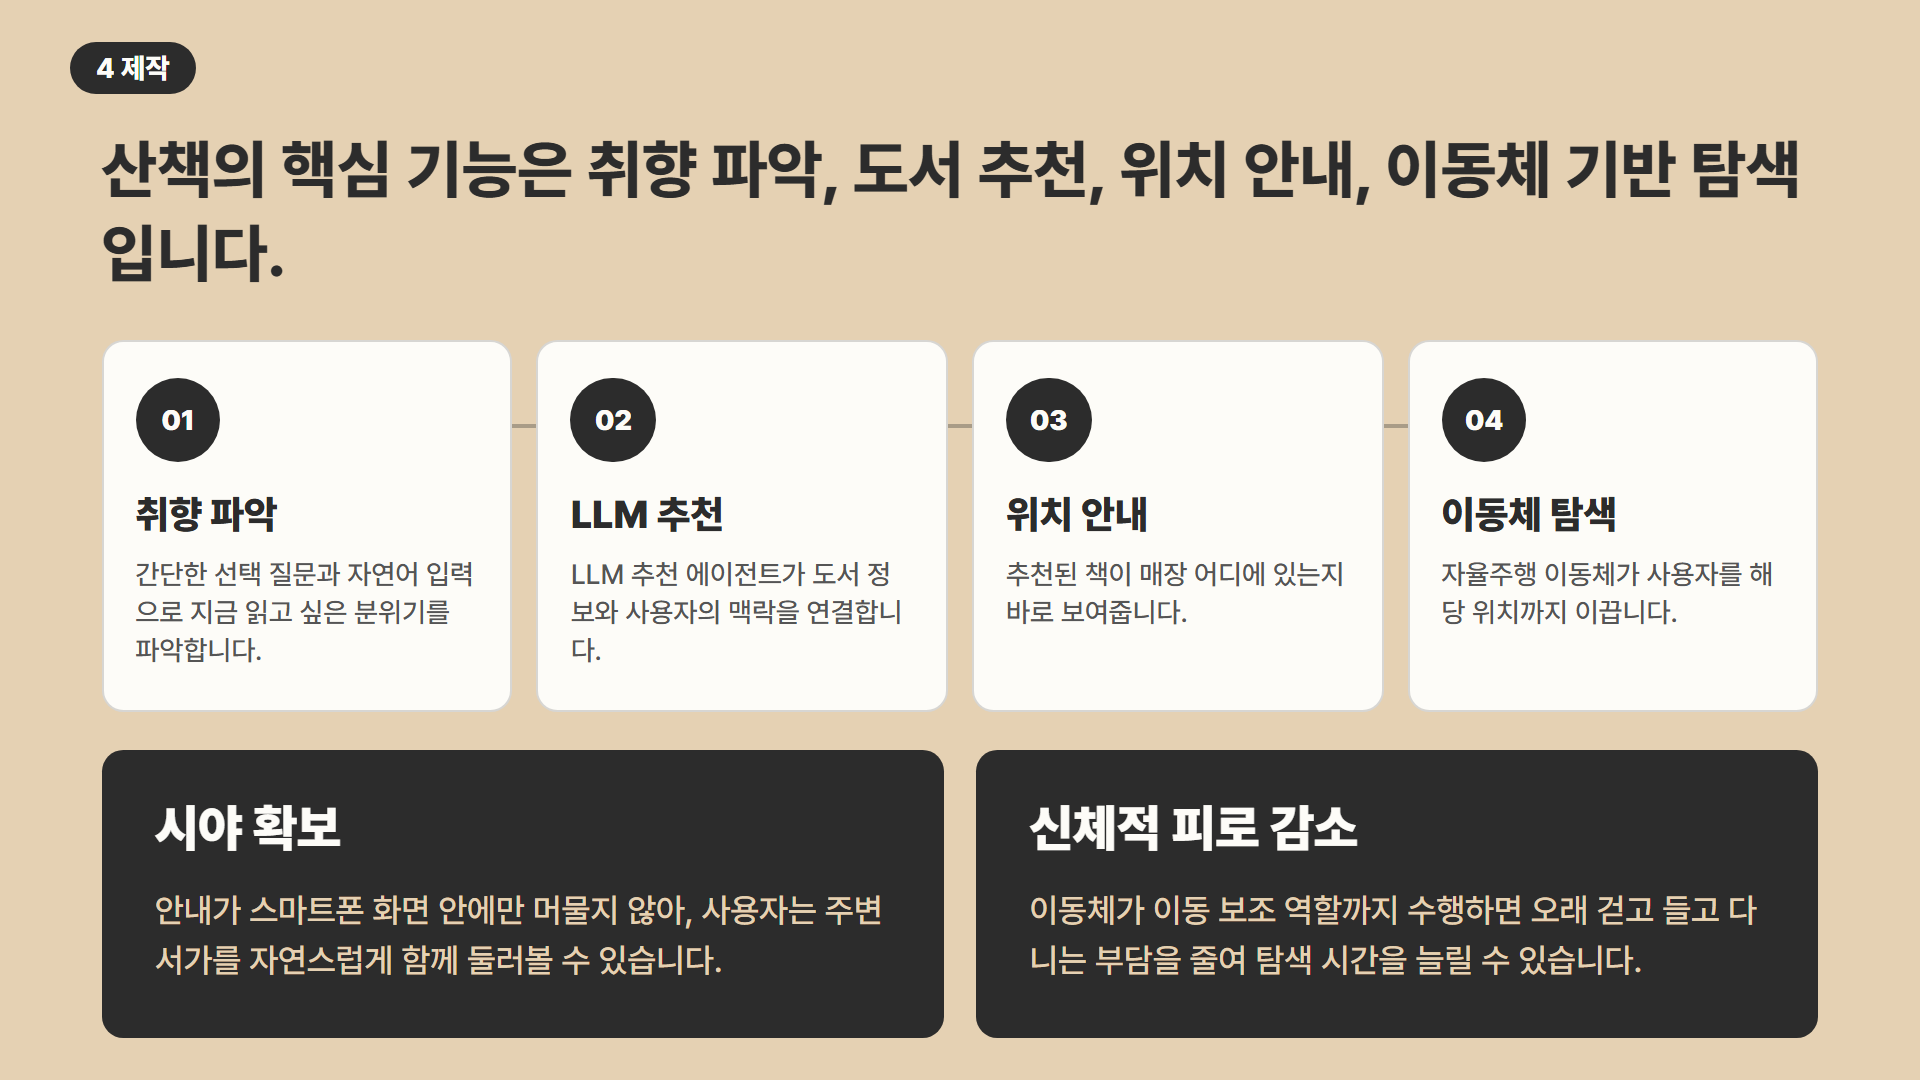 4 제작
산책의 핵심 기능은 취향 파악, 도서 추천, 위치 안내, 이동체 기반 탐색
입니다.
01
취향 파악
간단한 선택 질문과 자연어 입력
으로 지금 읽고 싶은 분위기를
파악합니다.
02
LLM 추천
LLM 추천 에이전트가 도서 정
보와 사용자의 맥락을 연결합니
다.
03
위치 안내
추천된 책이 매장 어디에 있는지
바로 보여줍니다.
04
이동체 탐색
자율주행 이동체가 사용자를 해
당 위치까지 이끕니다.
시야 확보
안내가 스마트폰 화면 안에만 머물지 않아, 사용자는 주변
서가를 자연스럽게 함께 둘러볼 수 있습니다.
신체적 피로 감소
이동체가 이동 보조 역할까지 수행하면 오래 걷고 들고 다
니는 부담을 줄여 탐색 시간을 늘릴 수 있습니다.